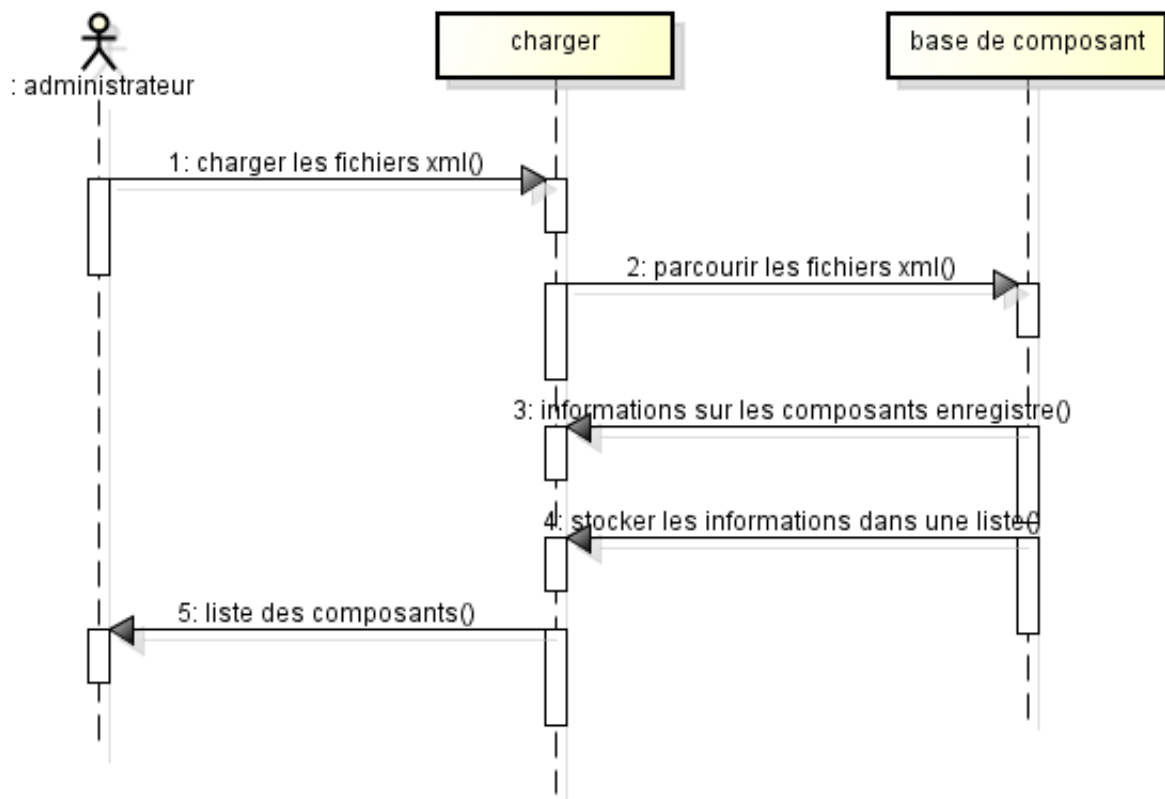 charger
base de composant
: administrateur
1: charger les fichiers xml()
2: parcourir les fichiers xml()
3: informations sur les composants enregistre()
4: stocker les informations dans une liste()
5: liste des composants()